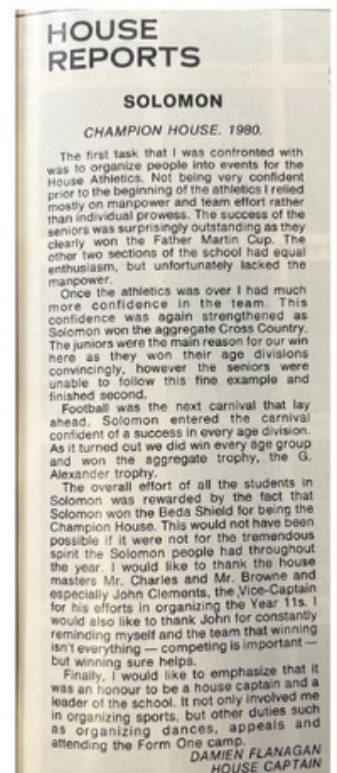 HOUSE
REPORTS
SOLOMON
CHAMPION HOUSE. 1980.
The first task that I was confronted with
was to organize people into events for the
House Athletics. Not being very confident
prior to the beginning of the athletics I relied
mostly on manpower and team effort rather
than individual prowess. The success of the
seniors was surprisingly outstanding as they
clearly won the Father Martin Cup. The
other two sections of the school had equal
enthusiasm, but unfortunately lacked the
manpower.
Once the athletics was over I had much
more confidence in the team. This
confidence was again strengthened as
Solomon won the aggregate Cross Country.
The juniors were the main reason for our win
here as they won their age divisions
convincingly, however the seniors were
unable to follow this fine example and
finished second.
Football was the next carnival that lay
ahead. Solomon entered the carnival
confident of a success in every age division.
As it turned out we did win every age group
and won the aggregate trophy, the G.
Alexander trophy.
The overall effort of all the students in
Solomon was rewarded by the fact that
Solomon won the Beda Shield for being the
Champion House. This would not have been
possible if it were not for the tremendous
spirit the Solomon people had throughout
the year. I would like to thank the house
masters Mr. Charles and Mr. Browne and
especially John Clements, the Vice-Captain
for his efforts in organizing the Year 11s. I
would also like to thank John for constantly
reminding myself and the team that winning
isn't everything — competing is important —
but winning sure helps.
Finally, I would like to emphasize that it
was an honour to be a house captain and a
leader of the school. It not only involved me
in organizing sports, but other duties such
as organizing dances, appeals and
attending the Form One camp.
DAMIEN FLANAGAN
HOUSE CAPTAIN